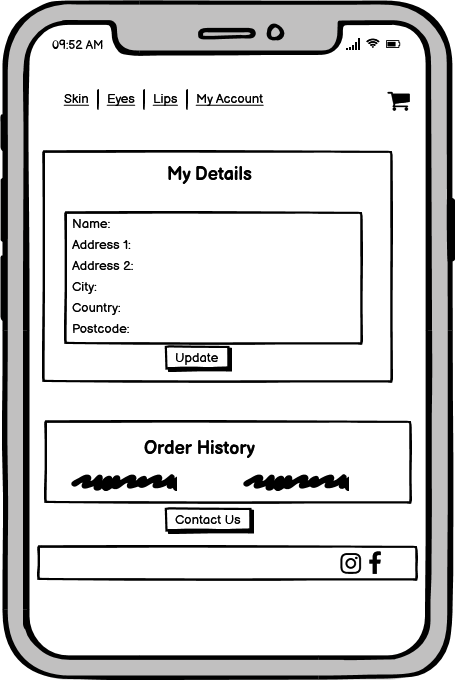 09:52 AM
Skin | Eyes | Lips | My Account
My Details
Name:
Address 1:
Address 2:
City:
Country:
Postcode:
Update
Order History
Contact Us